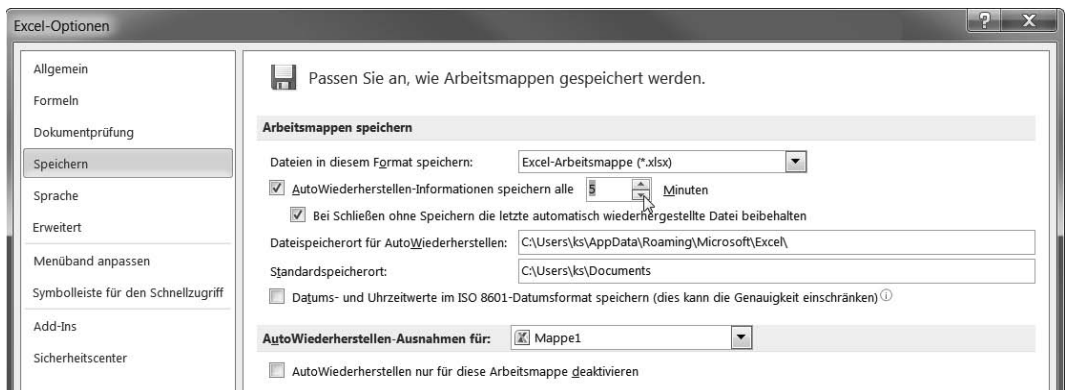 Excel-Optionen
Allgemein
Formeln
Dokumentprüfung
Speichern
Sprache
Erweitert
Menüband anpassen
Symbolleiste für den Schnellzugriff
Add-Ins
Sicherheitscenter
Passen Sie an, wie Arbeitsmappen gespeichert werden.
Arbeitsmappen speichern
Dateien in diesem Format speichern: Excel-Arbeitsmappe (*.xlsx)
AutoWiederherstellen-Informationen speichern alle 5 Minuten
Bei Schließen ohne Speichern die letzte automatisch wiederhergestellte Datei beibehalten
Dateispeicherort für AutoWiederherstellen: C:\Users\ks\AppData\Roaming\Microsoft\Excel\
Standardspeicherort: C:\Users\ks\Documents
Datums- und Uhrzeitwerte im ISO 8601-Datumsformat speichern (dies kann die Genauigkeit einschränken)
AutoWiederherstellen-Ausnahmen für: Mappe1
AutoWiederherstellen nur für diese Arbeitsmappe deaktivieren